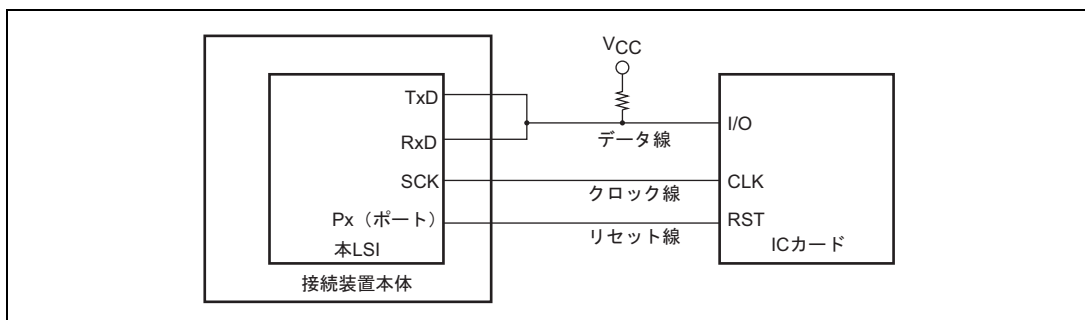 VCC
TxD
RxD
データ線
I/O
SCK
クロック線
CLK
Px（ポート）
リセット線
RST
本LSI
ICカード
接続装置本体